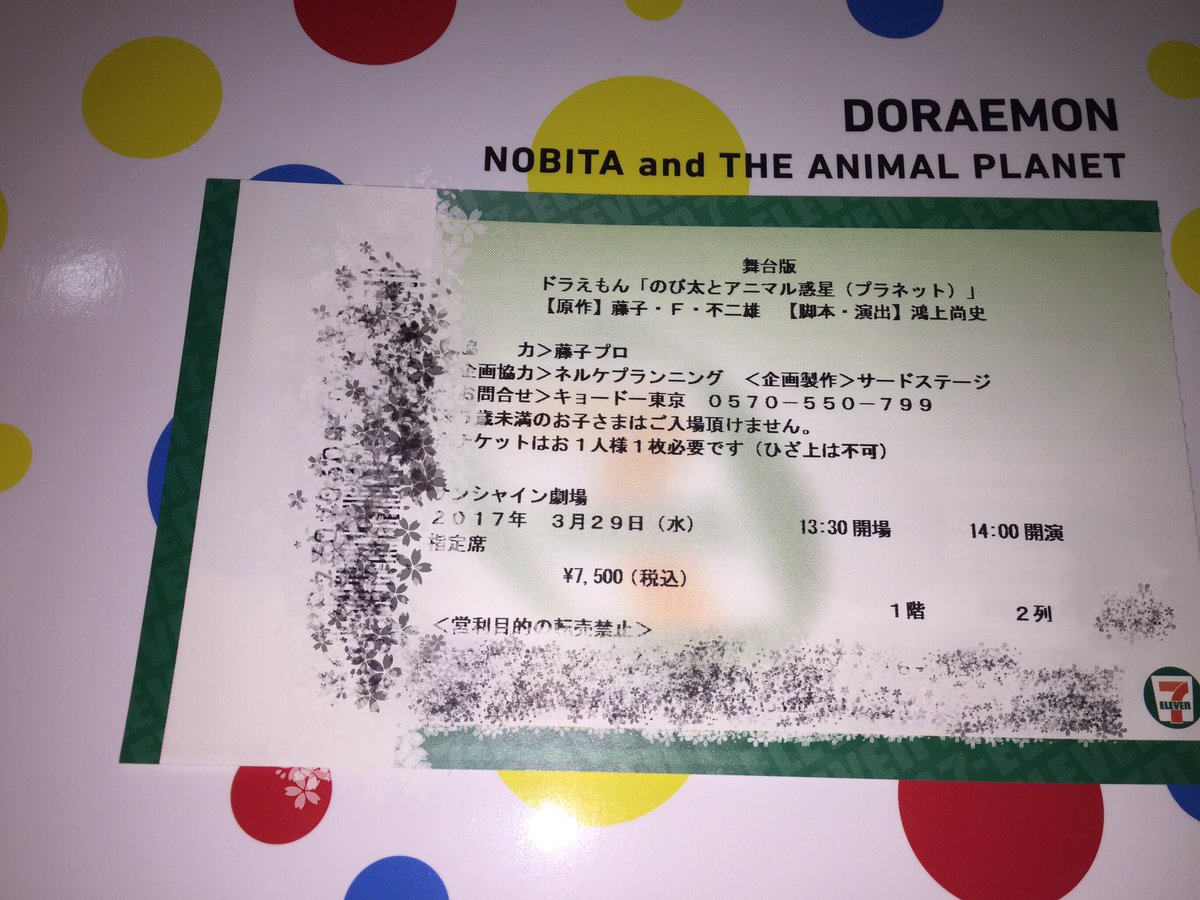 DORAEMON
NOBITA and THE ANIMAL PLANET
舞台版
ドラえもん「のび太とアニマル惑星（プラネット）」
【原作】藤子・Ｆ・不二雄　【脚本・演出】鴻上尚史
力＞藤子プロ
企画協力＞ネルケプランニング　＜企画製作＞サードステージ
お問合せ＞キョードー東京　０５７０－５５０－７９９
歳未満のお子さまはご入場頂けません。
チケットはお１人様１枚必要です（ひざ上は不可）
サンシャイン劇場
２０１７年　３月２９日（水）　13:30 開場　14:00 開演
指定席
¥7,500（税込）
１階　２列
＜営利目的の転売禁止＞
7
ELEVEN